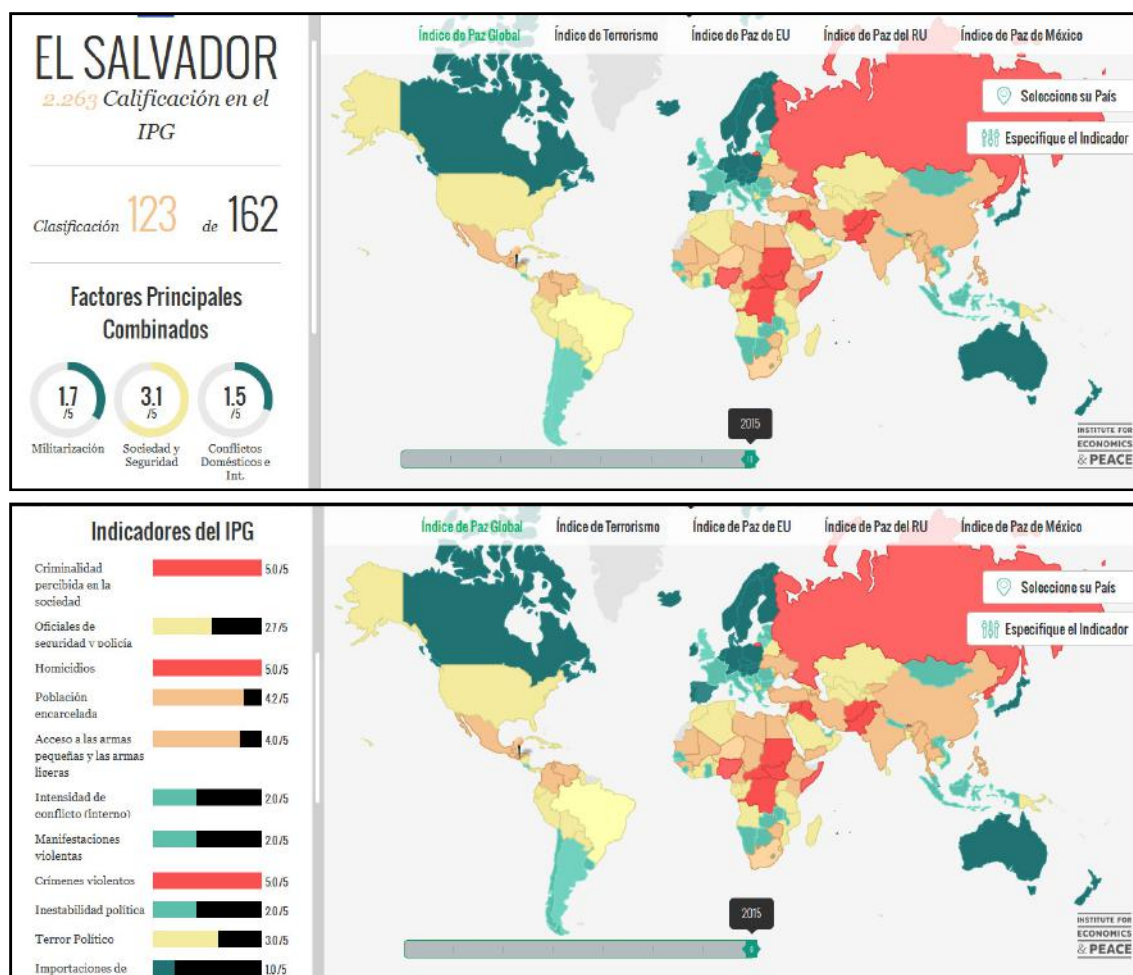 EL SALVADOR
2.263 Calificación en el
IPG
Clasificación 123 de 162
Factores Principales
Combinados
1.7
/5
Militarización
3.1
/5
Sociedad y
Seguridad
1.5
/5
Conflictos
Domésticos e
Int.
Índice de Paz Global
Índice de Terrorismo
Índice de Paz de EU
Índice de Paz del RU
Índice de Paz de México
Seleccione su País
Especifique el Indicador
2015
INSTITUTE FOR
ECONOMICS
& PEACE
Indicadores del IPG
Criminalidad 5.0/5
percibida en la
sociedad
Oficiales de 2.7/5
seguridad y policía
Homicidios 5.0/5
Población 4.2/5
encarcelada
Acceso a las armas 4.0/5
pequeñas y las armas
ligeras
Intensidad de 2.0/5
conflicto (interno)
Manifestaciones 2.0/5
violentas
Crímenes violentos 5.0/5
Inestabilidad política 2.0/5
Terror Político 3.0/5
Importaciones de 1.0/5
Índice de Paz Global
Índice de Terrorismo
Índice de Paz de EU
Índice de Paz del RU
Índice de Paz de México
Seleccione su País
Especifique el Indicador
2015
INSTITUTE FOR
ECONOMICS
& PEACE